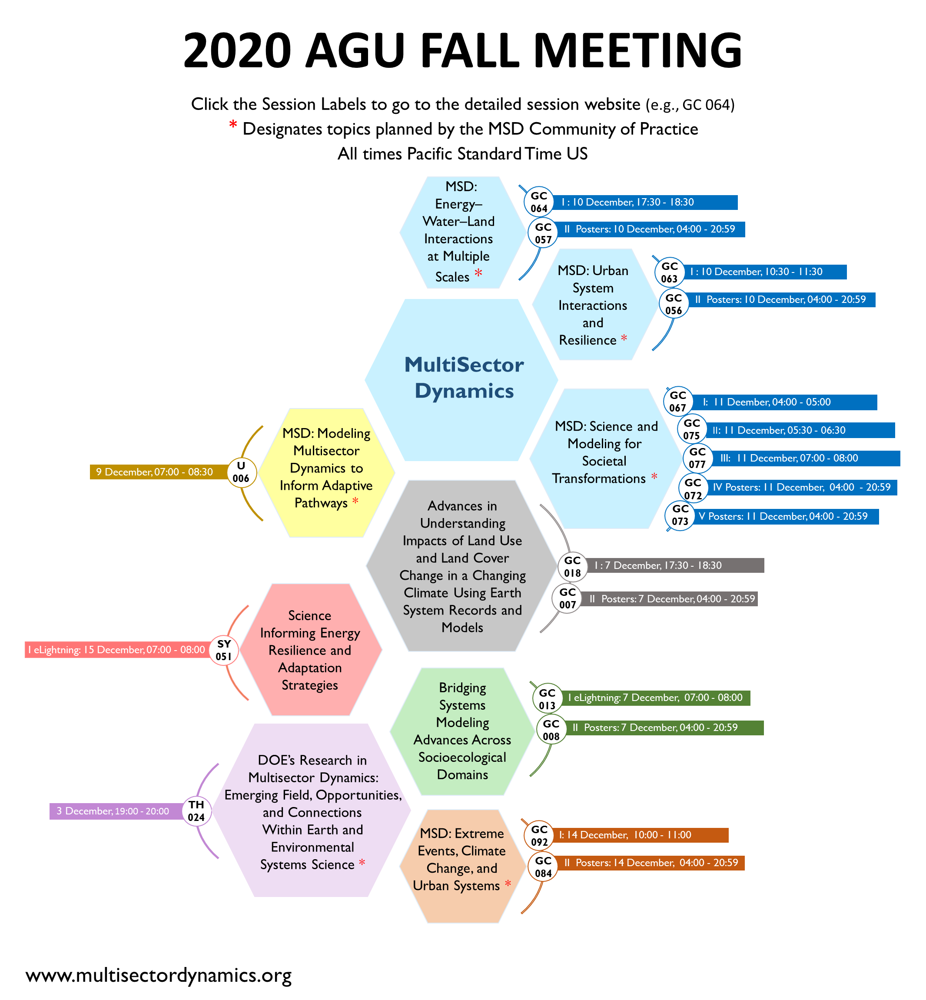 2020 AGU FALL MEETING
Click the Session Labels to go to the detailed session website (e.g., GC 064)
* Designates topics planned by the MSD Community of Practice
All times Pacific Standard Time US
MSD:
Energy–
Water–Land
Interactions
at Multiple
Scales *
GC
064
I : 10 December, 17:30 - 18:30
GC
057
II Posters: 10 December, 04:00 - 20:59
MSD: Urban
System
Interactions
and
Resilience *
GC
063
I : 10 December, 10:30 - 11:30
GC
056
II Posters: 10 December, 04:00 - 20:59
MultiSector
Dynamics
MSD: Science and
Modeling for
Societal
Transformations *
GC
067
I: 11 Deember, 04:00 - 05:00
GC
075
II: 11 December, 05:30 - 06:30
GC
077
III: 11 December, 07:00 - 08:00
GC
072
IV Posters: 11 December, 04:00 - 20:59
GC
073
V Posters: 11 December, 04:00 - 20:59
MSD: Modeling
Multisector
Dynamics to
Inform Adaptive
Pathways *
U
006
9 December, 07:00 - 08:30
Advances in
Understanding
Impacts of Land Use
and Land Cover
Change in a Changing
Climate Using Earth
System Records and
Models
GC
018
I : 7 December, 17:30 - 18:30
GC
007
II Posters: 7 December, 04:00 - 20:59
Science
Informing Energy
Resilience and
Adaptation
Strategies
SY
051
I eLightning: 15 December, 07:00 - 08:00
Bridging
Systems
Modeling
Advances Across
Socioecological
Domains
GC
013
I eLightning: 7 December, 07:00 - 08:00
GC
008
II Posters: 7 December, 04:00 - 20:59
DOE’s Research in
Multisector Dynamics:
Emerging Field, Opportunities,
and Connections
Within Earth and
Environmental
Systems Science *
TH
024
3 December, 19:00 - 20:00
MSD: Extreme
Events, Climate
Change, and
Urban Systems *
GC
092
I: 14 December, 10:00 - 11:00
GC
084
II Posters: 14 December, 04:00 - 20:59
www.multisectordynamics.org